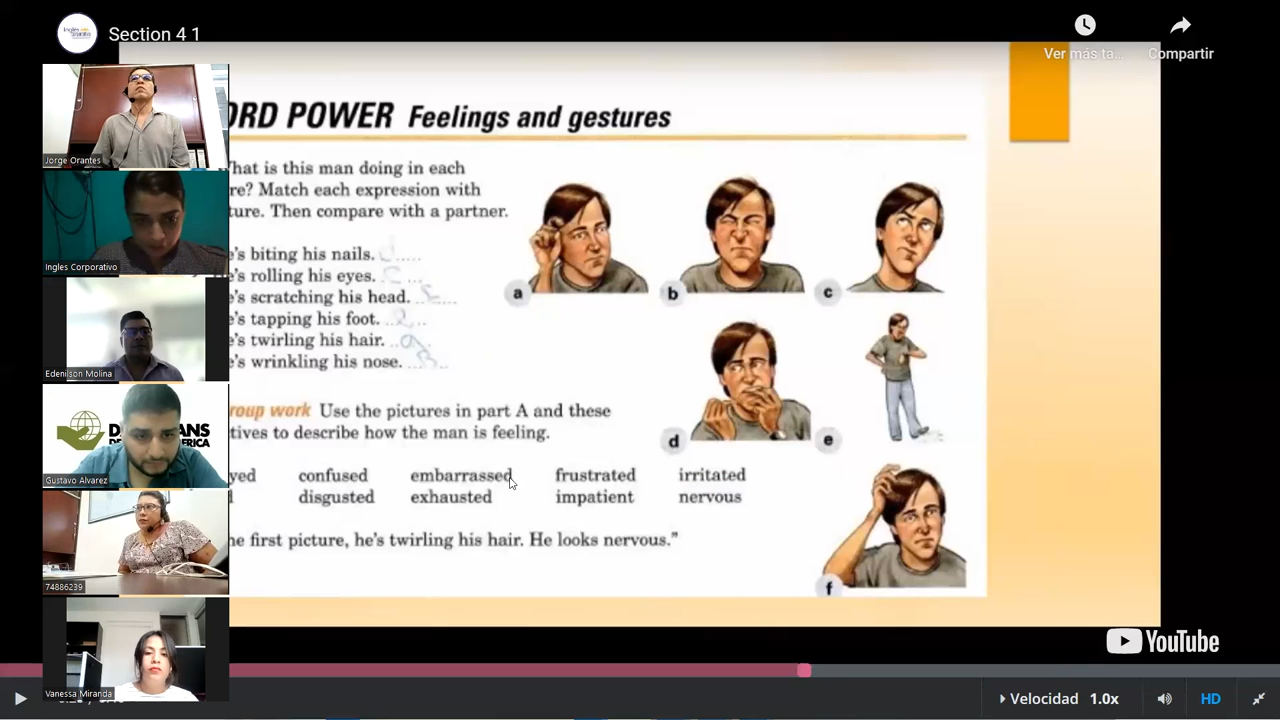 Section 4 1
Ver más ta...
Compartir
ORD POWER Feelings and gestures
hat is this man doing in each
re? Match each expression with
ture. Then compare with a partner.
e's biting his nails. d
e's rolling his eyes. C
e's scratching his head.
e's tapping his foot.
e's twirling his hair. a
e's wrinkling his nose. B
roup work Use the pictures in part A and these
tives to describe how the man is feeling.
yed confused embarrassed frustrated irritated
d disgusted exhausted impatient nervous
he first picture, he's twirling his hair. He looks nervous."
a
b
c
d
e
f
Jorge Orantes
Ingles Corporativo
Edenilson Molina
Gustavo Alvarez
74886239
Vanessa Miranda
YouTube
Velocidad 1.0x
HD